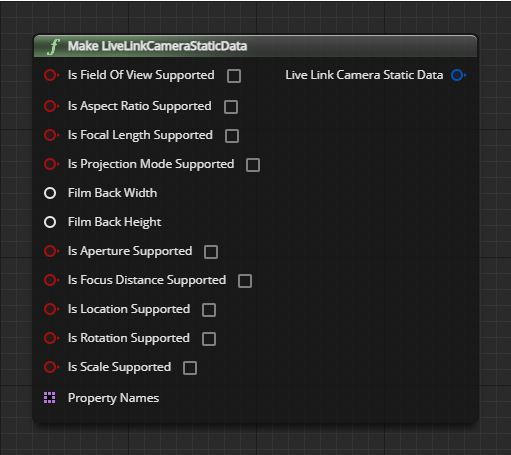 f Make LiveLinkCameraStaticData
Is Field Of View Supported Live Link Camera Static Data
Is Aspect Ratio Supported
Is Focal Length Supported
Is Projection Mode Supported
Film Back Width
Film Back Height
Is Aperture Supported
Is Focus Distance Supported
Is Location Supported
Is Rotation Supported
Is Scale Supported
Property Names